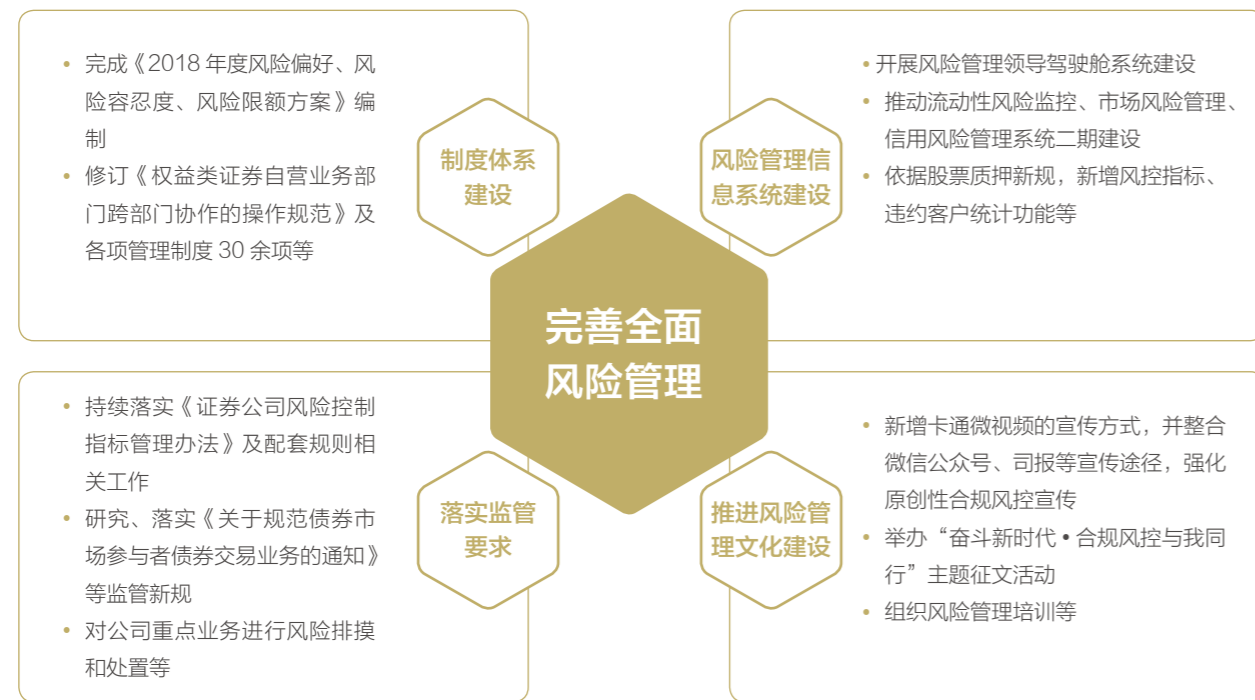 • 完成《2018 年度风险偏好、风
险容忍度、风险限额方案》编
制
• 修订《权益类证券自营业务部
门跨部门协作的操作规范》及
各项管理制度 30 余项等
制度体系
建设
风险管理信
息系统建设
• 开展风险管理领导驾驶舱系统建设
• 推动流动性风险监控、市场风险管理、
信用风险管理系统二期建设
• 依据股票质押新规，新增风控指标、
违约客户统计功能等
完善全面
风险管理
• 持续落实《证券公司风险控制
指标管理办法》及配套规则相
关工作
• 研究、落实《关于规范债券市
场参与者债券交易业务的通知》
等监管新规
• 对公司重点业务进行风险排摸
和处置等
落实监管
要求
推进风险管
理文化建设
• 新增卡通微视频的宣传方式，并整合
微信公众号、司报等宣传途径，强化
原创性合规风控宣传
• 举办“奋斗新时代 • 合规风控与我同
行”主题征文活动
• 组织风险管理培训等